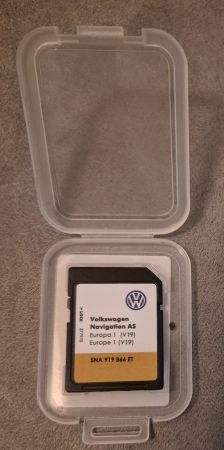 Volkswagen
Navigation AS
Europa 1 (V19)
Europe 1 (V19)
5NA 919 866 ET